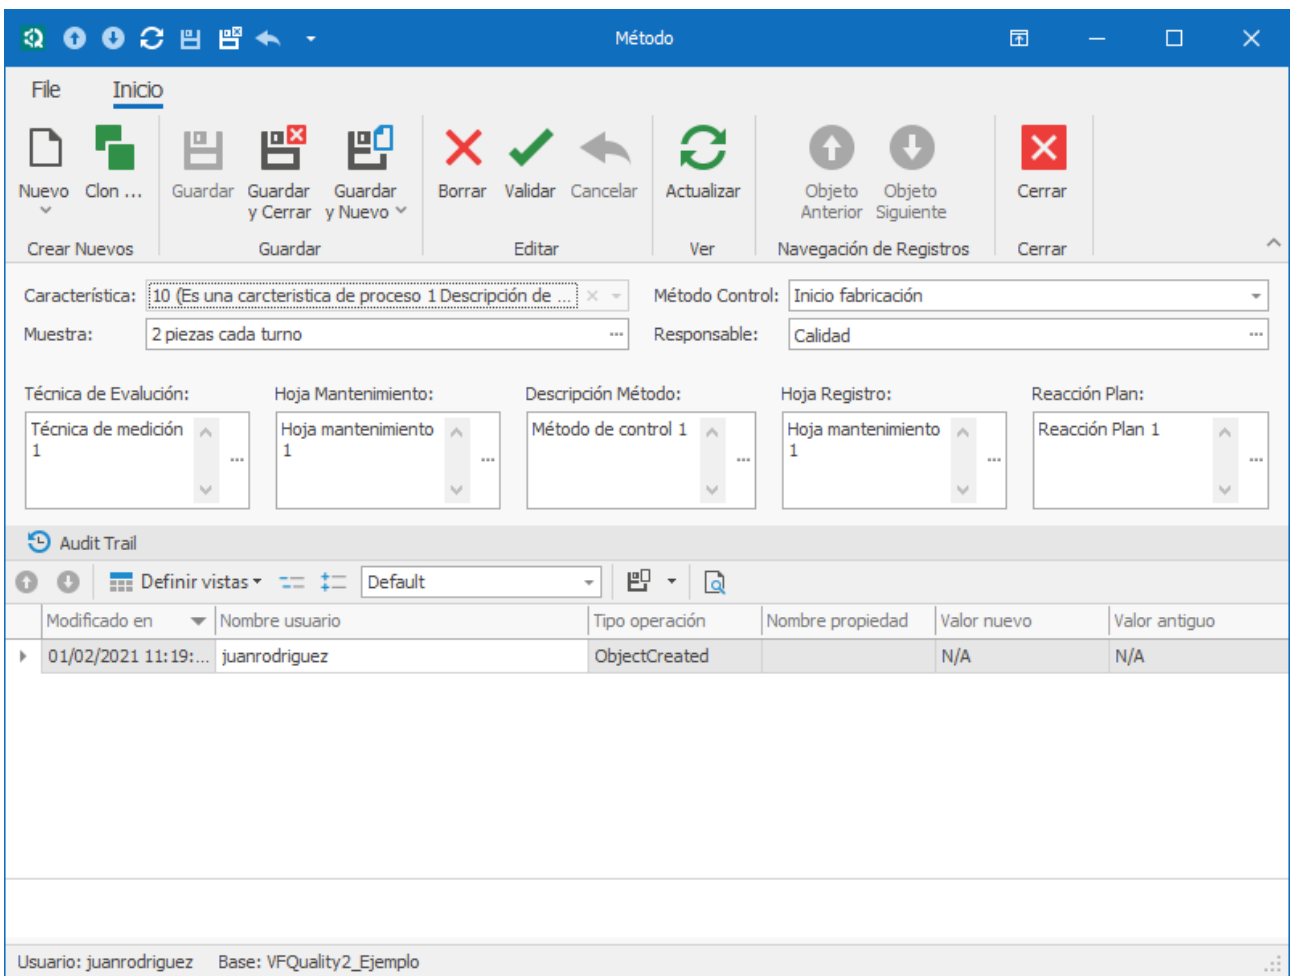 Método
File Inicio
Nuevo Clon ... Guardar Guardar y Cerrar Guardar y Nuevo Borrar Validar Cancelar Actualizar Objeto Anterior Objeto Siguiente Cerrar
Crear Nuevos Guardar Editar Ver Navegación de Registros Cerrar
Característica: 10 (Es una carcteristica de proceso 1 Descripción de ... Método Control: Inicio fabricación
Muestra: 2 piezas cada turno Responsable: Calidad
Técnica de Evalución: Hoja Mantenimiento: Descripción Método: Hoja Registro: Reacción Plan:
Técnica de medición Hoja mantenimiento Método de control 1 Hoja mantenimiento Reacción Plan 1
1 1 1
Audit Trail
Definir vistas Default
Modificado en Nombre usuario Tipo operación Nombre propiedad Valor nuevo Valor antiguo
01/02/2021 11:19:... juanrodriguez ObjectCreated N/A N/A
Usuario: juanrodriguez Base: VFQuality2_Ejemplo